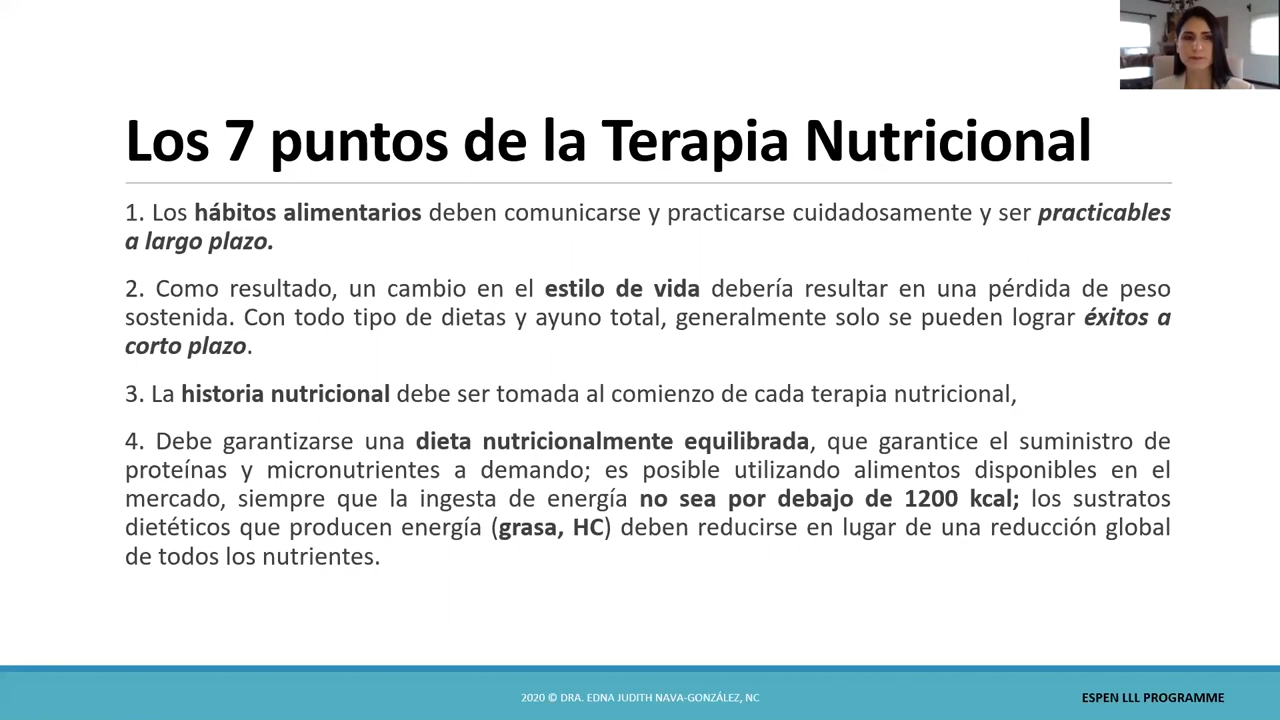 Los 7 puntos de la Terapia Nutricional
1. Los hábitos alimentarios deben comunicarse y practicarse cuidadosamente y ser practicables
a largo plazo.
2. Como resultado, un cambio en el estilo de vida debería resultar en una pérdida de peso
sostenida. Con todo tipo de dietas y ayuno total, generalmente solo se pueden lograr éxitos a
corto plazo.
3. La historia nutricional debe ser tomada al comienzo de cada terapia nutricional,
4. Debe garantizarse una dieta nutricionalmente equilibrada, que garantice el suministro de
proteínas y micronutrientes a demando; es posible utilizando alimentos disponibles en el
mercado, siempre que la ingesta de energía no sea por debajo de 1200 kcal; los sustratos
dietéticos que producen energía (grasa, HC) deben reducirse en lugar de una reducción global
de todos los nutrientes.
2020 © DRA. EDNA JUDITH NAVA-GONZÁLEZ, NC
ESPEN LLL PROGRAMME